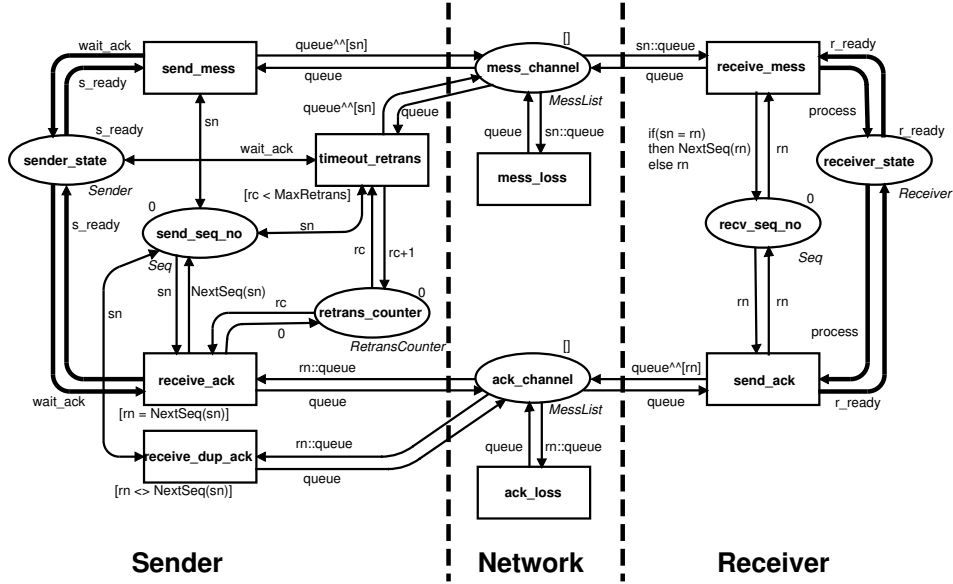 wait_ack
send_mess
queue^^[sn]
[]
mess_channel
sn::queue
receive_mess
r_ready
s_ready
queue
queue
MessList
process
queue^^[sn]
queue
sn
s_ready
wait_ack
timeout_retrans
queue
sn::queue
if(sn = rn)
then NextSeq(rn)
else rn
rn
r_ready
sender_state
Sender
mess_loss
receiver_state
Receiver
[rc < MaxRetrans]
0
s_ready
send_seq_no
sn
0
recv_seq_no
Seq
rc
rc+1
Seq
sn
NextSeq(sn)
sn
rc
0
retrans_counter
0
RetransCounter
rn
rn
process
[]
receive_ack
rn::queue
queue
ack_channel
MessList
queue^^[rn]
queue
send_ack
r_ready
wait_ack
[rn = NextSeq(sn)]
receive_dup_ack
rn::queue
queue
queue
rn::queue
[rn <> NextSeq(sn)]
ack_loss
Sender
Network
Receiver